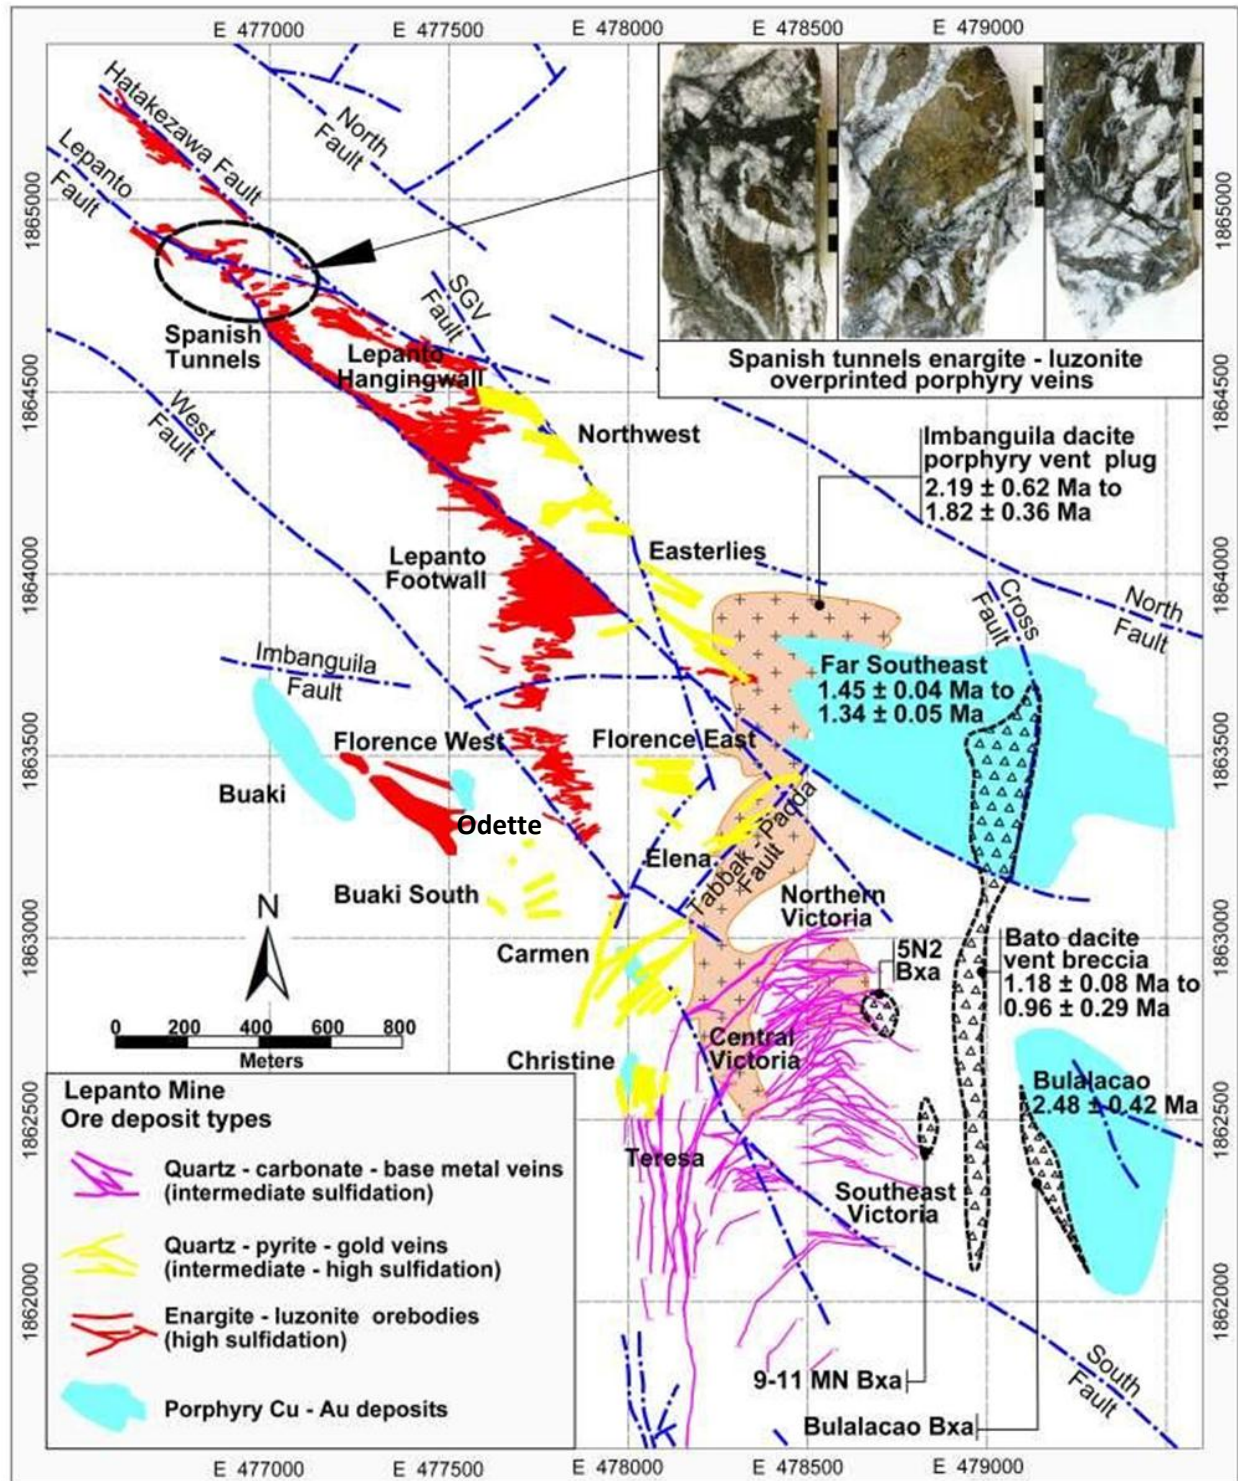 E 477000
E 477500
E 478000
E 478500
E 479000
Hatakezawa Fault
Lepanto
Fault
North
Fault
1865000
1865000
SGV
Fault
Spanish
Tunnels
Lepanto
Hangingwall
Spanish tunnels enargite - luzonite
overprinted porphyry veins
1864500
1864500
West
Fault
Northwest
Imbanguila dacite
porphyry vent plug
2.19 ± 0.62 Ma to
1.82 ± 0.36 Ma
Lepanto
Footwall
Easterlies
1864000
1864000
Cross
Fault
North
Fault
Imbanguila
Fault
Far Southeast
1.45 ± 0.04 Ma to
1.34 ± 0.05 Ma
1863500
1863500
Florence West
Florence East
Buaki
Odette
Elena
Tabbak - Paoda
Fault
Buaki South
Northern
Victoria
N
1863000
1863000
Carmen
5N2
Bxa
Bato dacite
vent breccia
1.18 ± 0.08 Ma to
0.96 ± 0.29 Ma
0 200 400 600 800
Meters
Central
Victoria
Christine
Bulalacao
2.48 ± 0.42 Ma
1862500
1862500
Lepanto Mine
Ore deposit types
Teresa
Quartz - carbonate - base metal veins
(intermediate sulfidation)
Southeast
Victoria
Quartz - pyrite - gold veins
(intermediate - high sulfidation)
1862000
1862000
Enargite - luzonite orebodies
(high sulfidation)
Porphyry Cu - Au deposits
9-11 MN Bxa
Bulalacao Bxa
South
Fault
E 477000
E 477500
E 478000
E 478500
E 479000